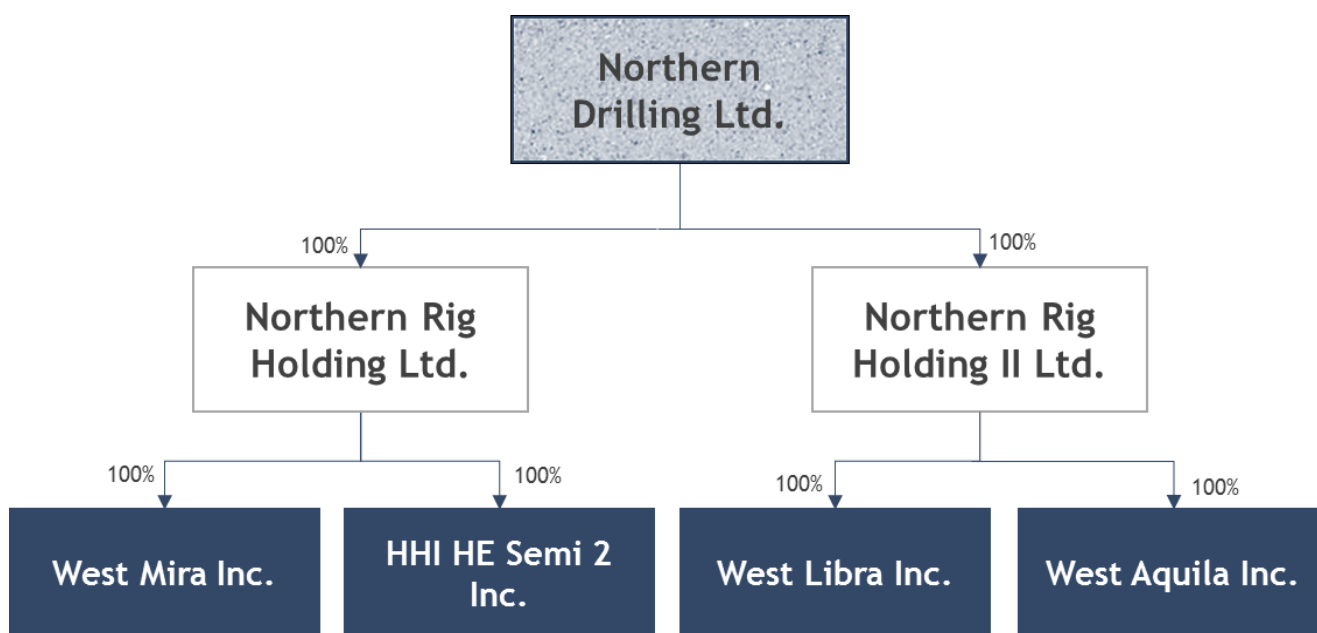 Northern
Drilling Ltd.
100%
100%
Northern Rig
Holding Ltd.
Northern Rig
Holding II Ltd.
100%
100%
100%
100%
West Mira Inc.
HHI HE Semi 2
Inc.
West Libra Inc.
West Aquila Inc.